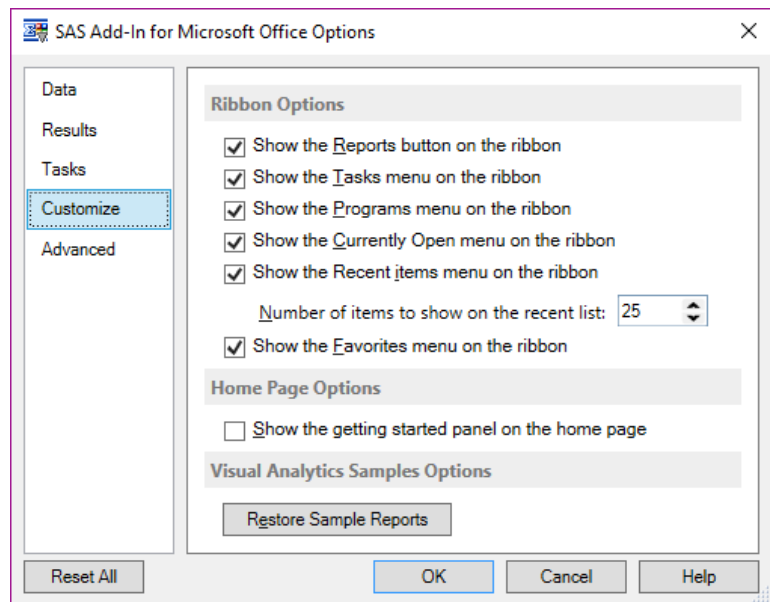 SAS Add-In for Microsoft Office Options
Data
Results
Tasks
Customize
Advanced
Ribbon Options
Show the Reports button on the ribbon
Show the Tasks menu on the ribbon
Show the Programs menu on the ribbon
Show the Currently Open menu on the ribbon
Show the Recent items menu on the ribbon
Number of items to show on the recent list: 25
Show the Favorites menu on the ribbon
Home Page Options
Show the getting started panel on the home page
Visual Analytics Samples Options
Restore Sample Reports
Reset All OK Cancel Help